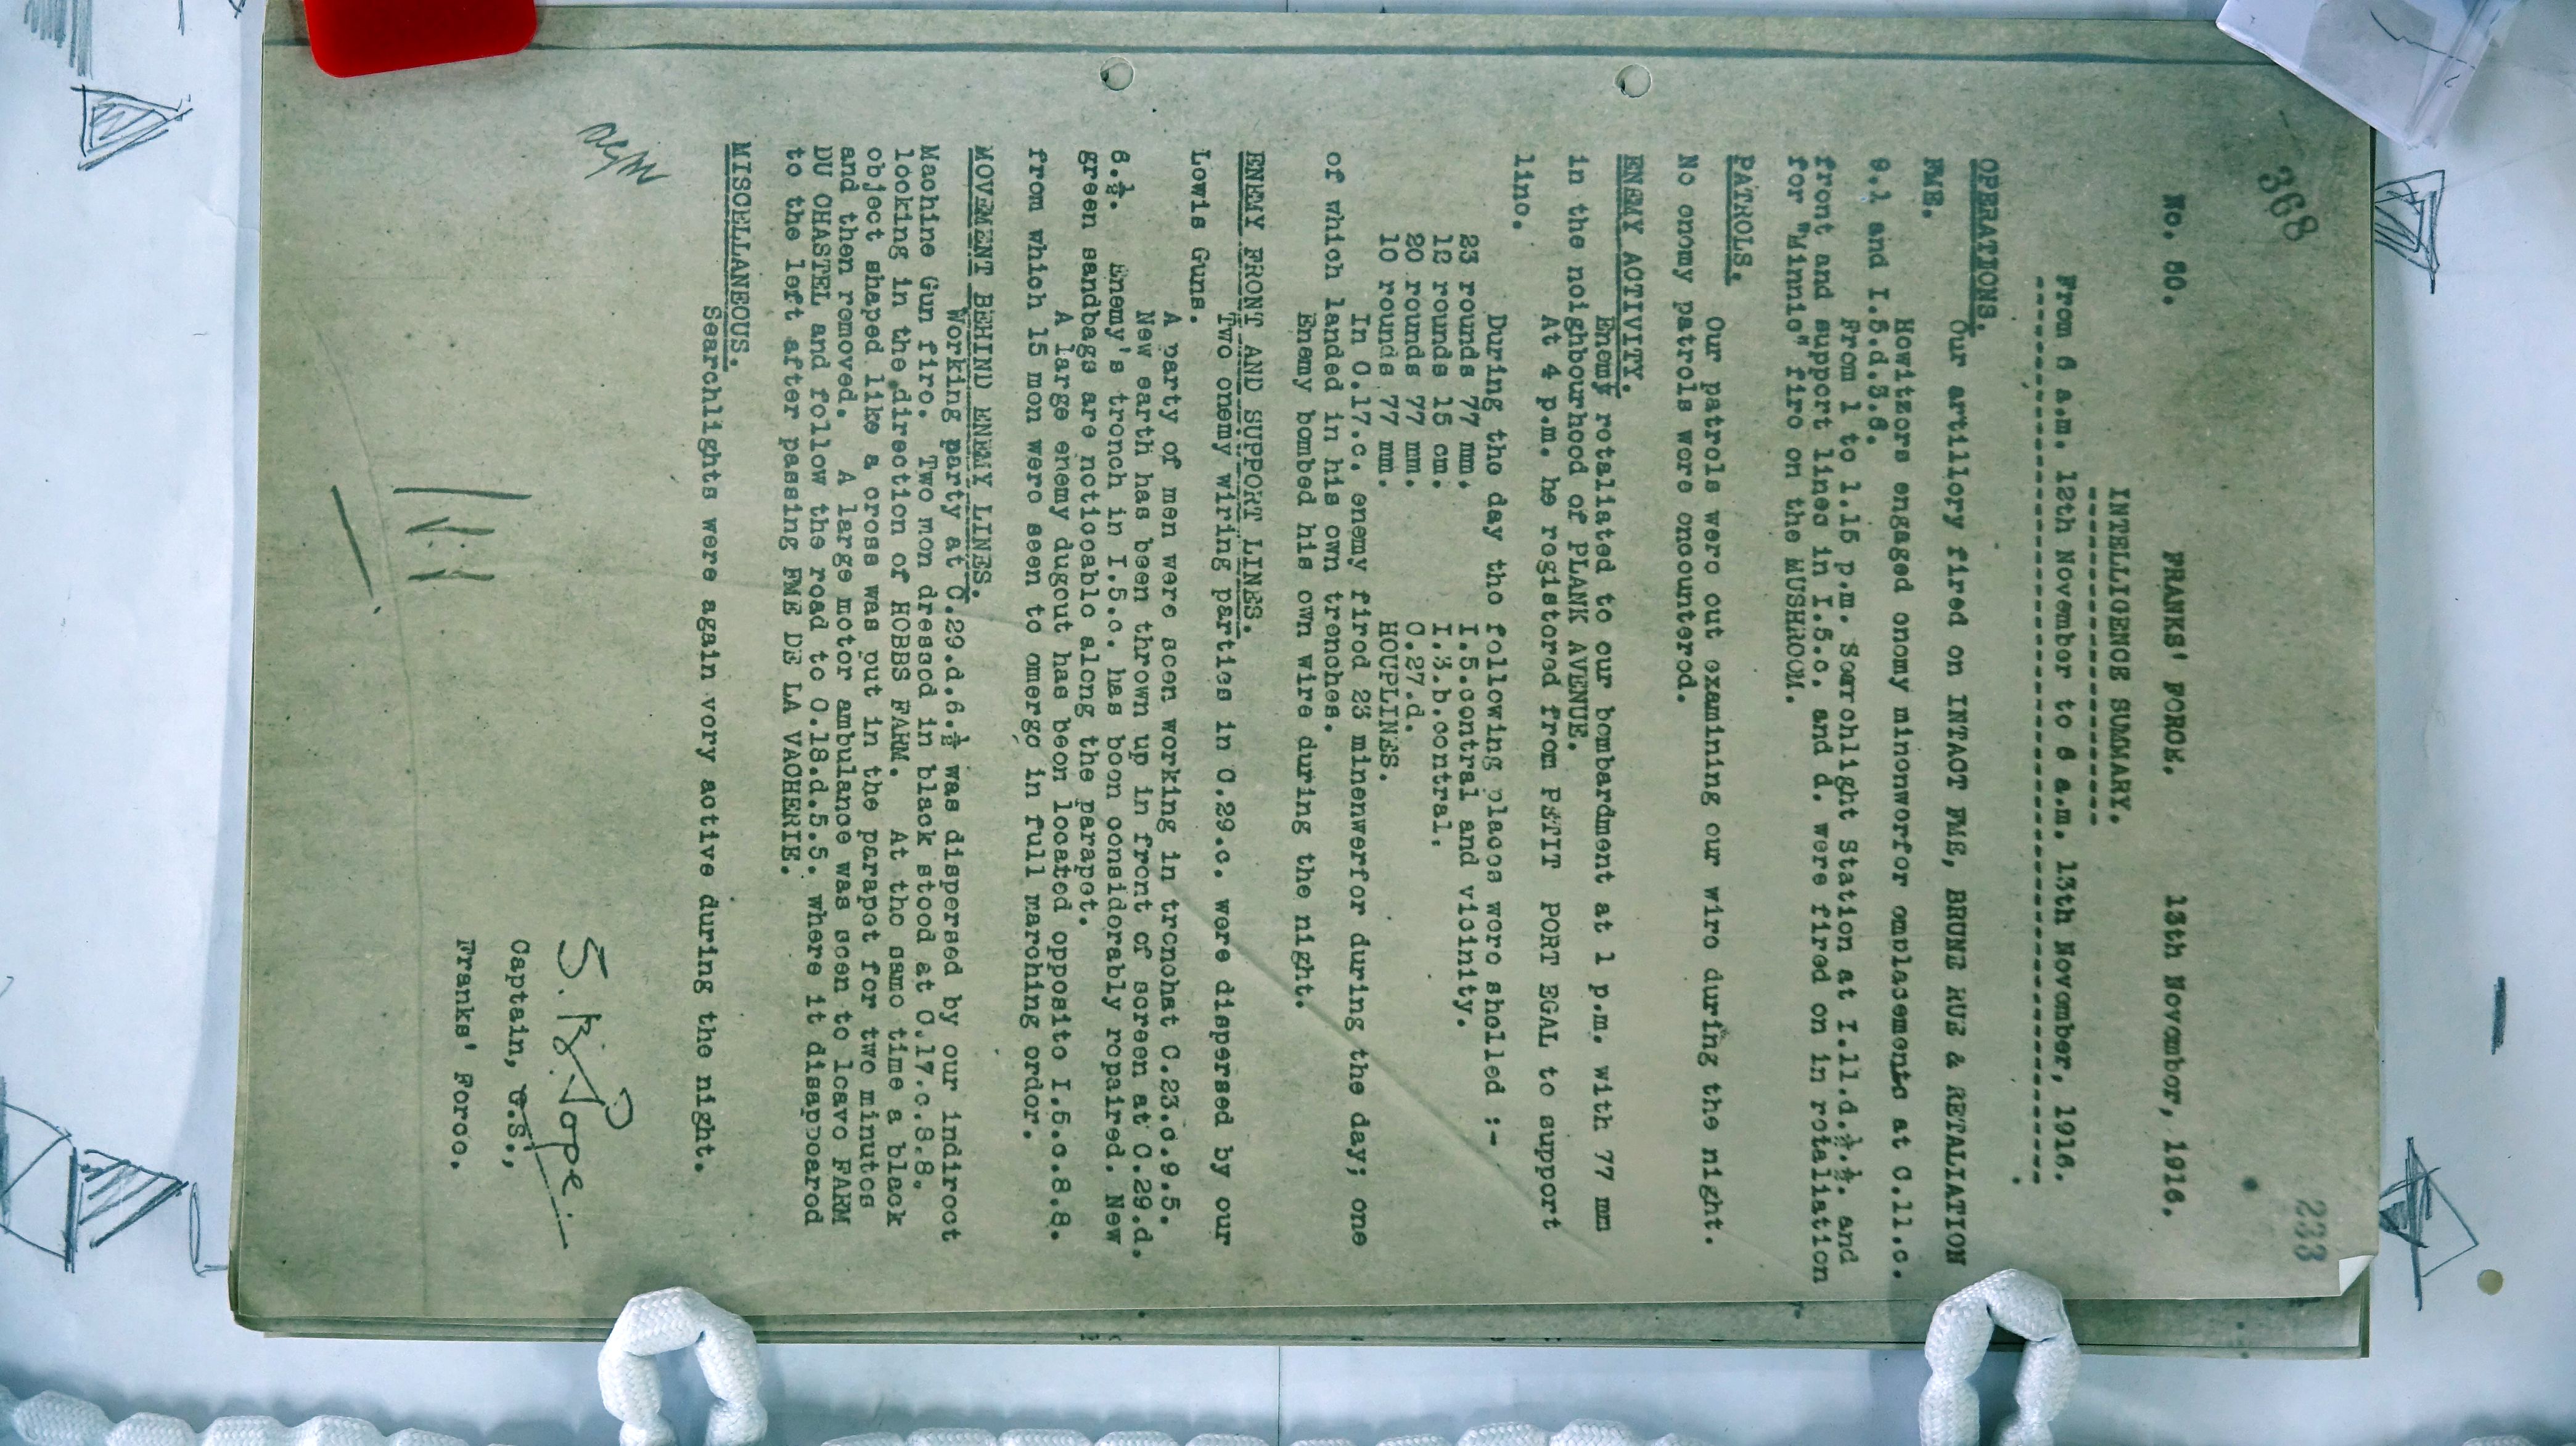 368
233
No. 80. FRANKS' FORCE. 13th November, 1916.
INTELLIGENCE SUMMARY.
From 6 a.m. 12th November to 6 a.m. 13th November, 1916.
OPERATIONS.
Our artillery fired on INTACT FME, BRUNE RUE & RETALIATION
FME.
Howitzers engaged enemy minenwerfer emplacements at C.11.c.
9.1 and I.5.d.3.6.
From 1 to 1.15 p.m. Searchlight Station at I.11.d.½.½. and
front and support lines in I.5.c. and d. were fired on in retaliation
for "Minnie" fire on the MUSHROOM.
PATROLS.
Our patrols were out examining our wire during the night.
No enemy patrols were encountered.
ENEMY ACTIVITY.
Enemy retaliated to our bombardment at 1 p.m. with 77 mm
in the neighbourhood of PLANK AVENUE.
At 4 p.m. he registered from PETIT PORT EGAL to support
line.
During the day the following places were shelled :-
23 rounds 77 mm. I.5.central and vicinity.
12 rounds 15 cm. I.3.b.central.
20 rounds 77 mm. C.27.d.
10 rounds 77 mm. HOUPLINES.
In C.17.c. enemy fired 23 minenwerfer during the day; one
of which landed in his own trenches.
Enemy bombed his own wire during the night.
ENEMY FRONT AND SUPPORT LINES.
Two enemy wiring parties in C.29.c. were dispersed by our
Lewis Guns.
A party of men were seen working in trenchat C.23.c.9.5.
New earth has been thrown up in front of screen at C.29.d.
6.½. Enemy's trench in I.5.c. has been considerably repaired. New
green sandbags are noticeable along the parapet.
A large enemy dugout has been located opposite I.5.c.8.8.
from which 15 men were seen to emerge in full marching order.
MOVEMENT BEHIND ENEMY LINES.
Working party at C.29.d.6.½ was dispersed by our indirect
Machine Gun fire. Two men dressed in black stood at C.17.c.8.8.
looking in the direction of HOBBS FARM. At the same time a black
object shaped like a cross was put in the parapet for two minutes
and then removed. A large motor ambulance was seen to leave FARM
DU CHASTEL and follow the road to C.18.d.5.5. where it disappeared
to the left after passing FME DE LA VACHERIE.
MISCELLANEOUS.
Searchlights were again very active during the night.
S. B. Pope
Captain, G.S.,
Franks' Force.